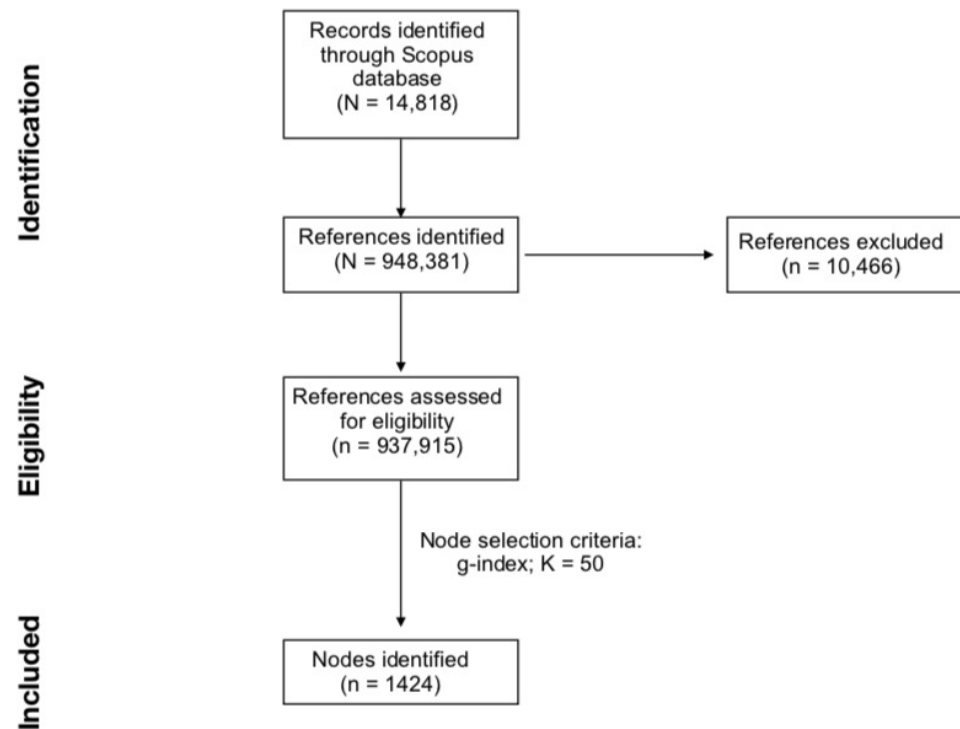 Identification
Records identified
through Scopus
database
(N = 14,818)
References identified
(N = 948,381)
References excluded
(n = 10,466)
Eligibility
References assessed
for eligibility
(n = 937,915)
Node selection criteria:
g-index; K = 50
Included
Nodes identified
(n = 1424)